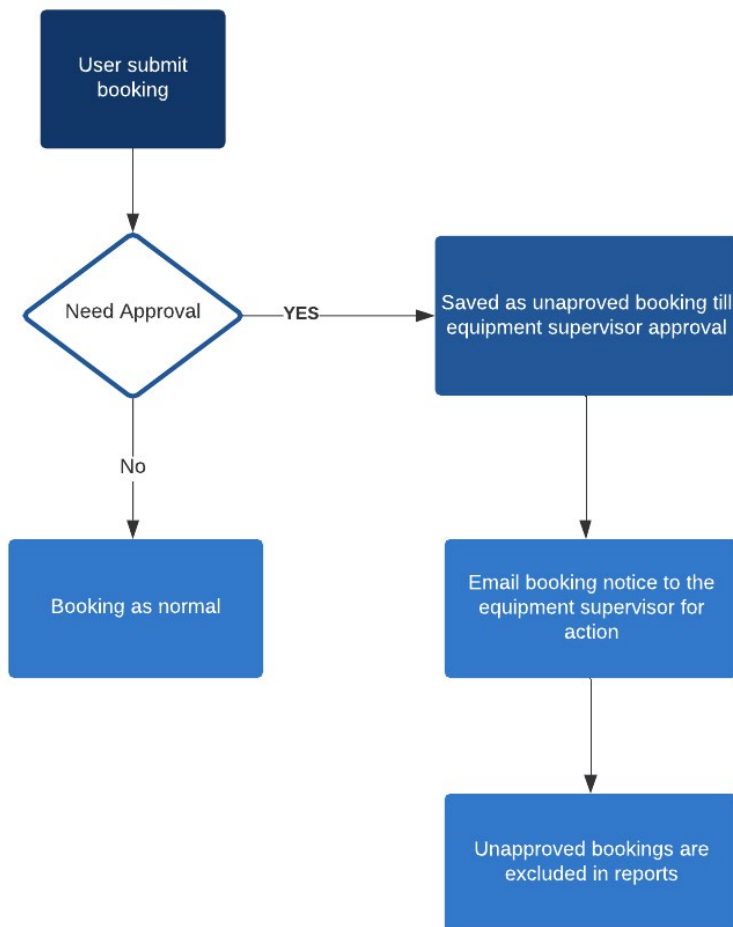 User submit
booking
Need Approval
YES
Saved as unaproved booking till
equipment supervisor approval
No
Booking as normal
Email booking notice to the
equipment supervisor for
action
Unapproved bookings are
excluded in reports